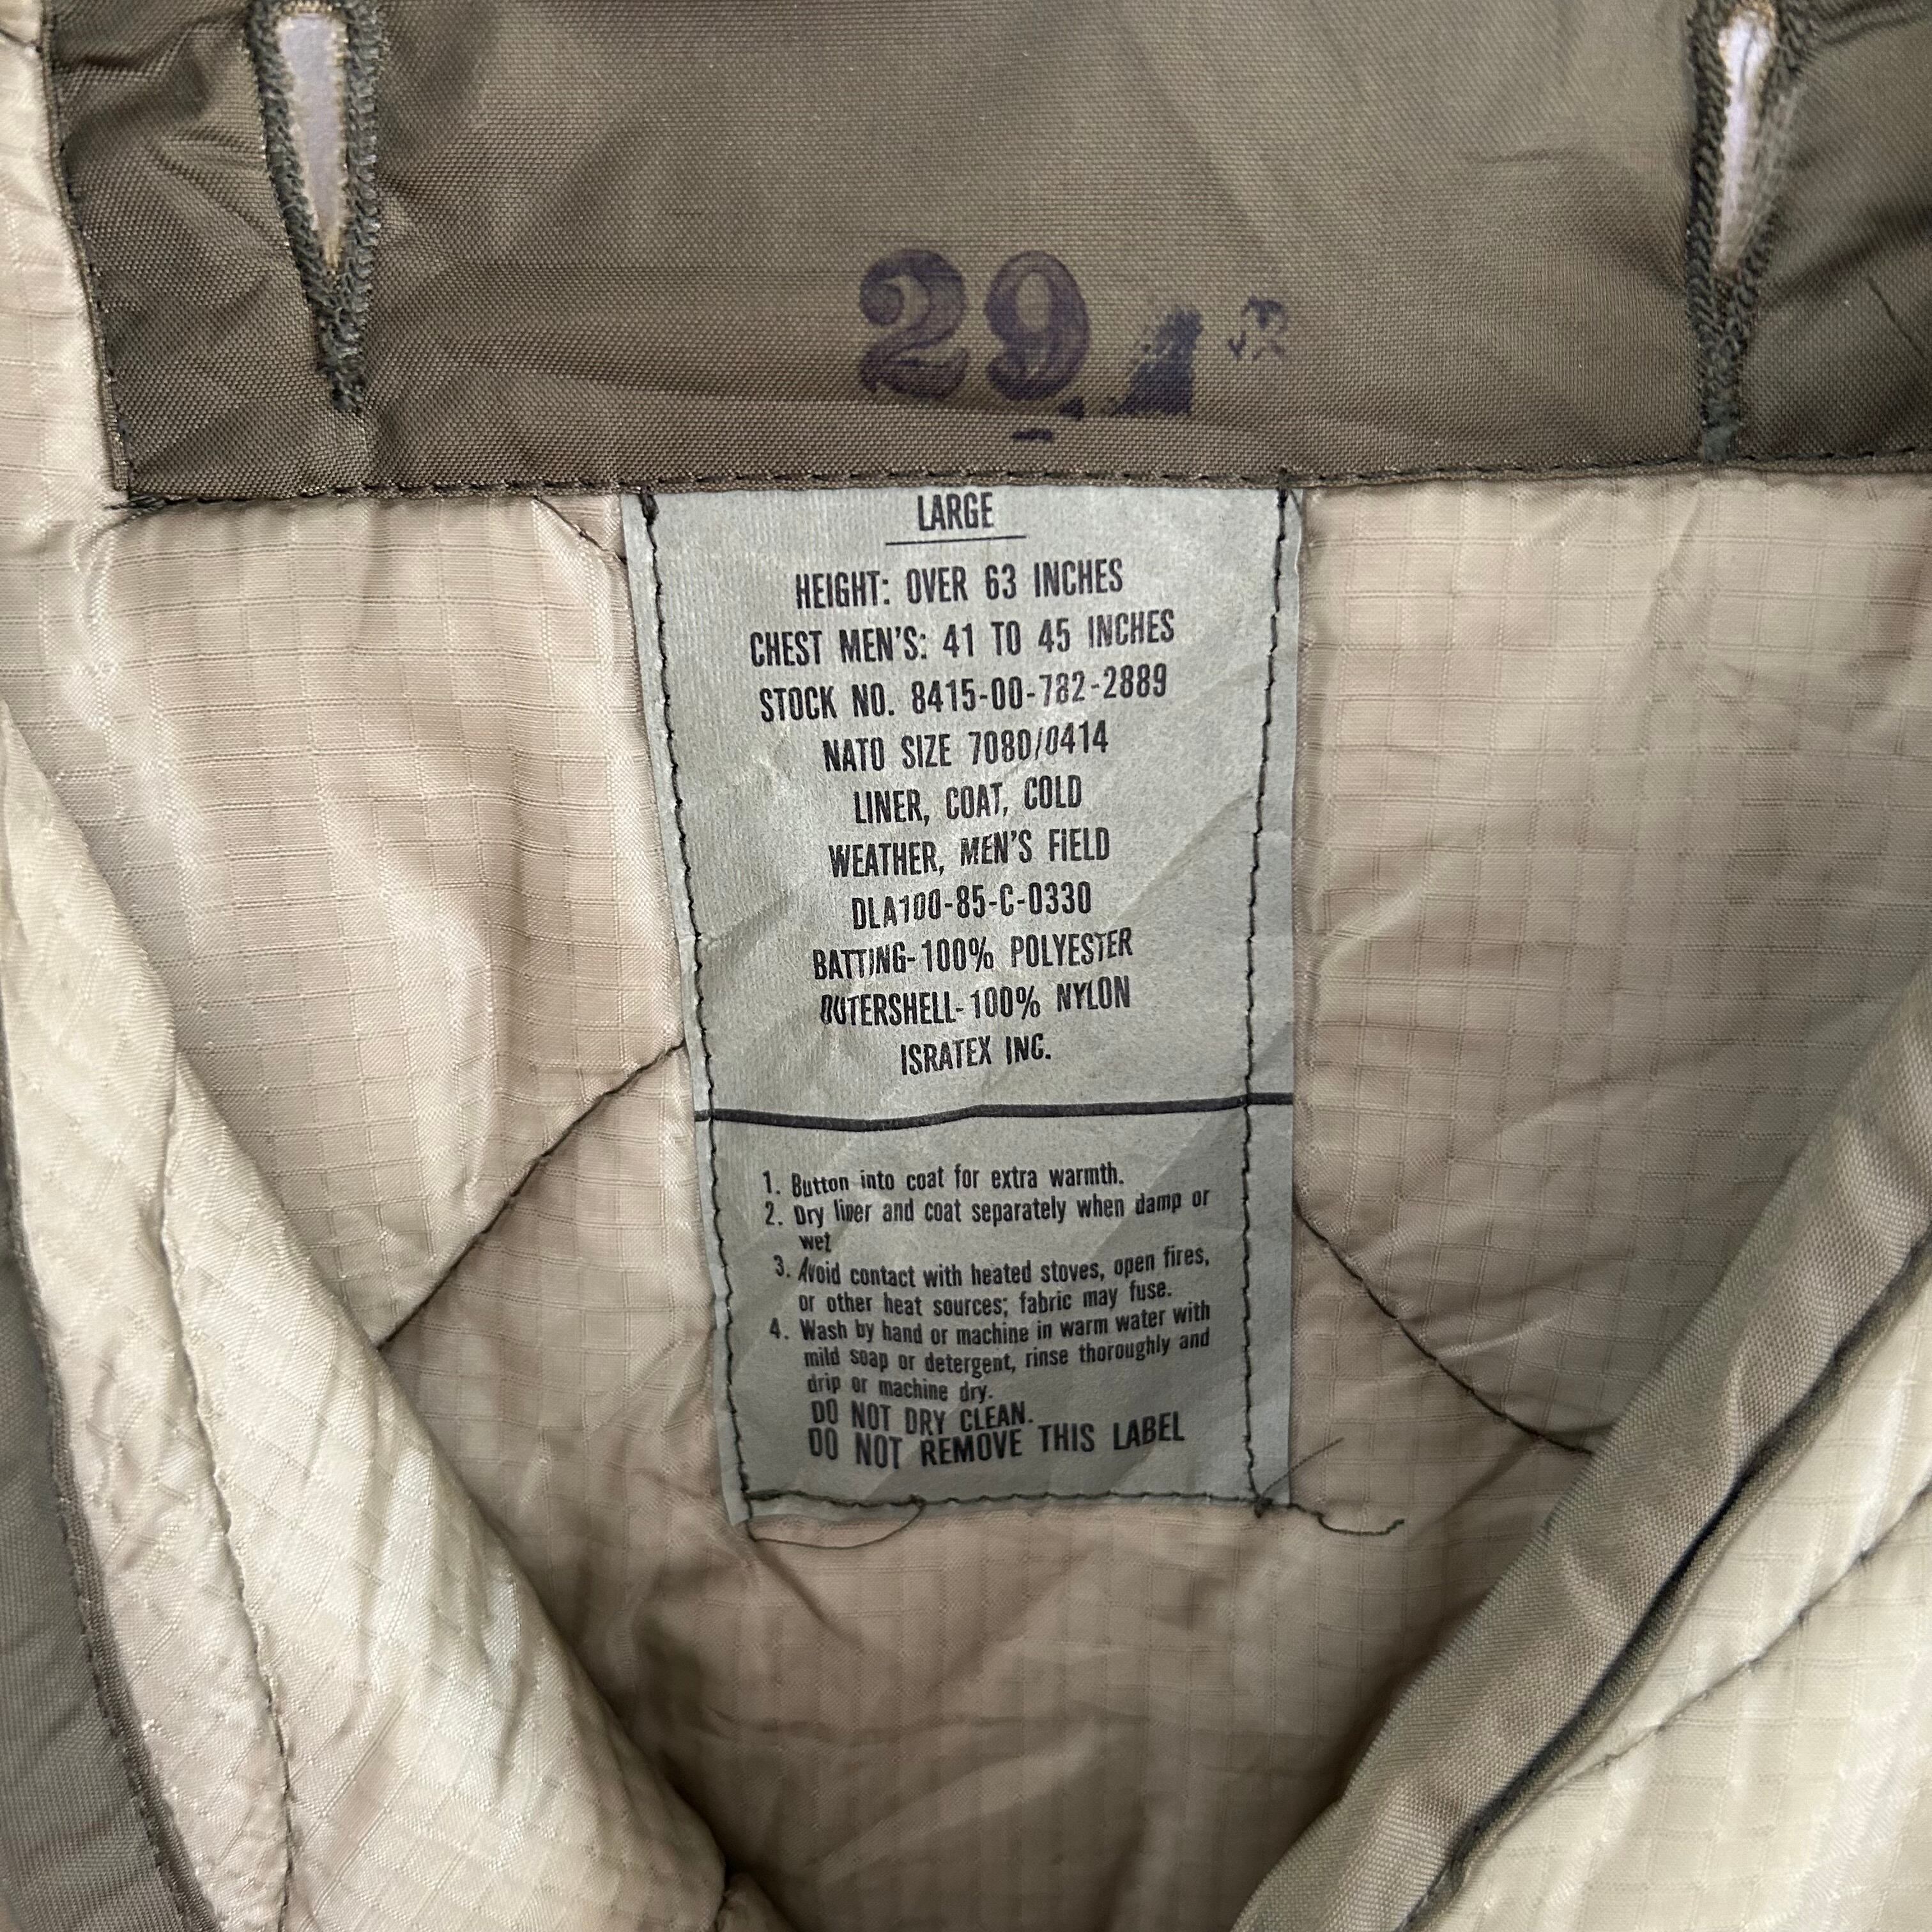 29
LARGE
HEIGHT: OVER 63 INCHES
CHEST MEN'S: 41 TO 45 INCHES
STOCK NO. 8415-00-782-2889
NATO SIZE 7080/0414
LINER, COAT, COLD
WEATHER, MEN'S FIELD
DLA100-85-C-0330
BATTING-100% POLYESTER
OUTERSHELL-100% NYLON
ISRATEX INC.
1. Button into coat for extra warmth.
2. Dry liner and coat separately when damp or
wet
3. Avoid contact with heated stoves, open fires,
or other heat sources; fabric may fuse.
4. Wash by hand or machine in warm water with
mild soap or detergent, rinse thoroughly and
drip or machine dry.
DO NOT DRY CLEAN.
DO NOT REMOVE THIS LABEL